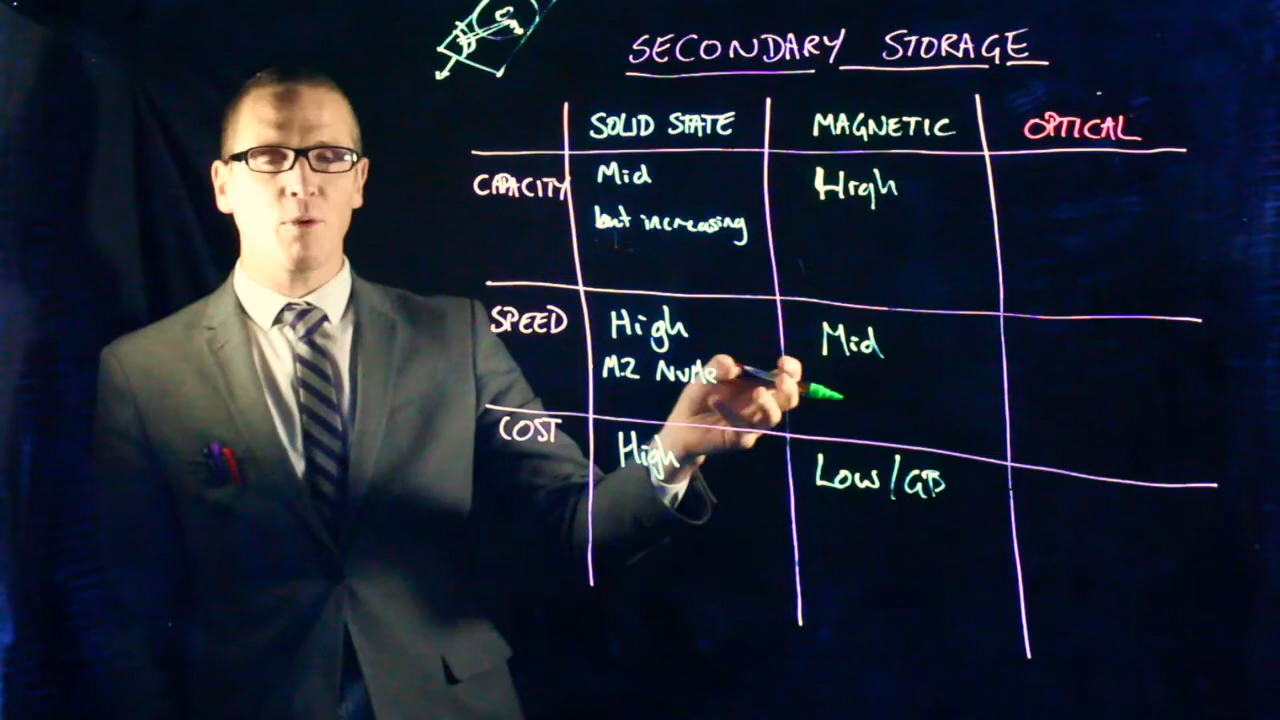 SECONDARY STORAGE
SOLID STATE MAGNETIC OPTICAL
CAPACITY Mid High
but increasing
SPEED High Mid
M.2 NVMe
COST High Low/GB